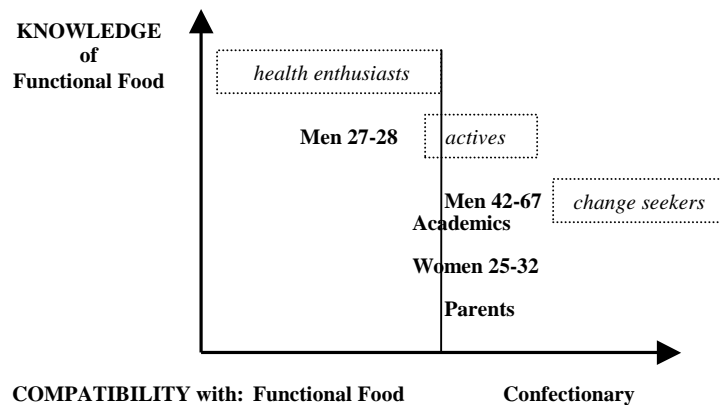 KNOWLEDGE
of
Functional Food
health enthusiasts
Men 27-28
actives
Men 42-67
change seekers
Academics
Women 25-32
Parents
COMPATIBILITY with: Functional Food Confectionary